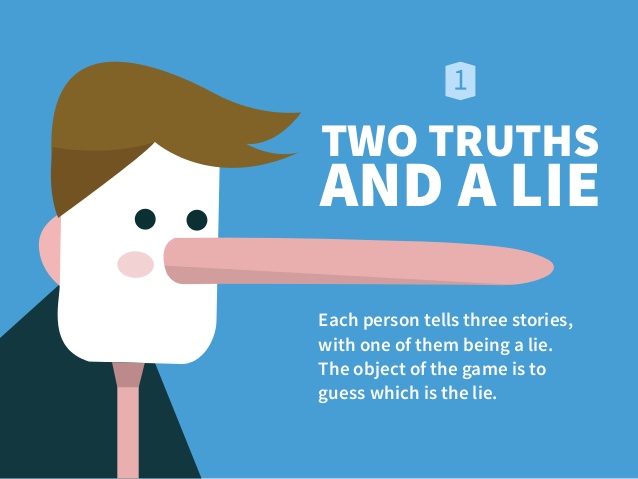 1
TWO TRUTHS
AND A LIE
Each person tells three stories,
with one of them being a lie.
The object of the game is to
guess which is the lie.